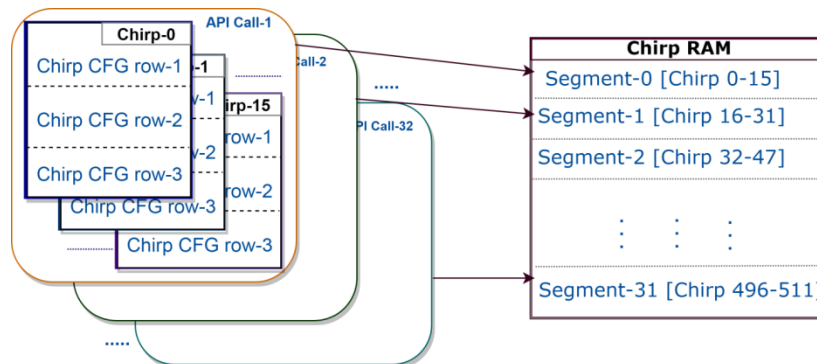 API Call-1
Chirp-0
Chirp CFG row-1
Chirp CFG row-2
Chirp CFG row-3
-1
-1
-2
Chirp CFG row-3
irp-15
row-1
row-2
Chirp CFG row-3
.....................
Call-2
.....
PI Call-32
.....
Chirp RAM
Segment-0 [Chirp 0-15]
Segment-1 [Chirp 16-31]
Segment-2 [Chirp 32-47]
Segment-31 [Chirp 496-511]